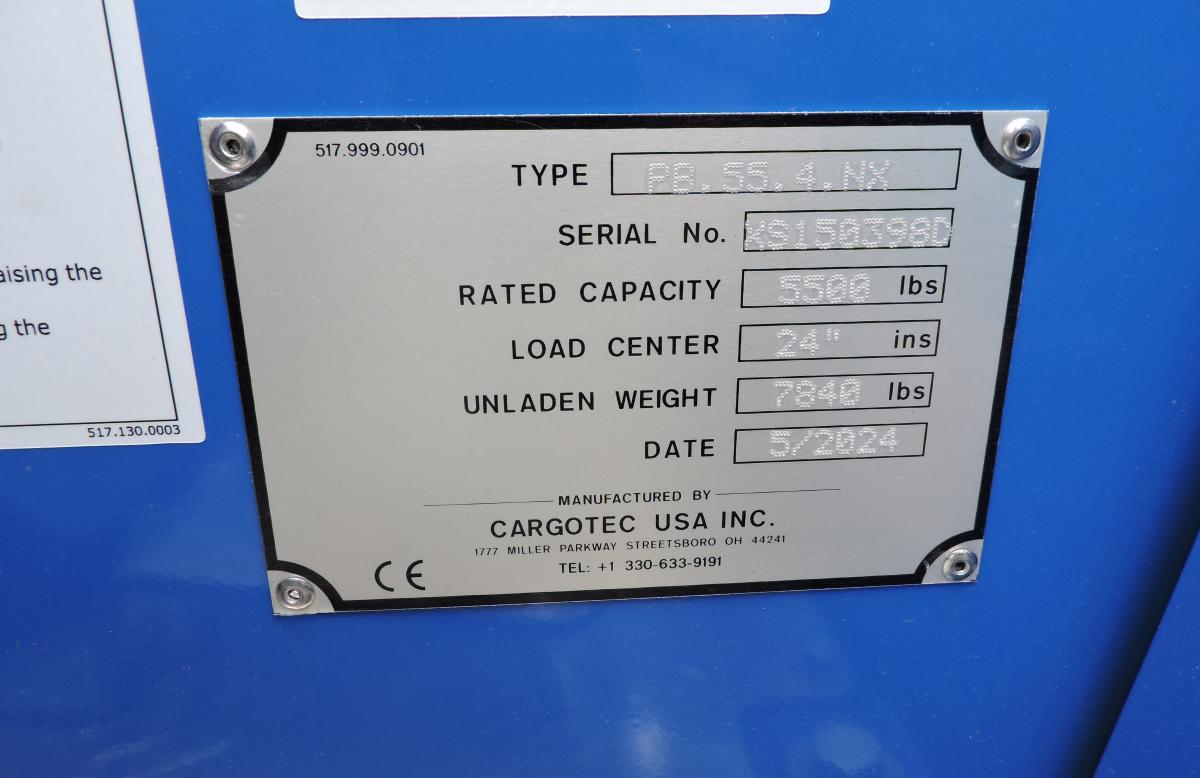 aising the
g the
517.130.0003
517.999.0901
TYPE PB.55.4.NX
SERIAL No. KS150398D
RATED CAPACITY 5500 lbs
LOAD CENTER 24" ins
UNLADEN WEIGHT 7840 lbs
DATE 5/2024
MANUFACTURED BY
CARGOTEC USA INC.
1777 MILLER PARKWAY STREETSBORO OH 44241
TEL: +1 330-633-9191
CE